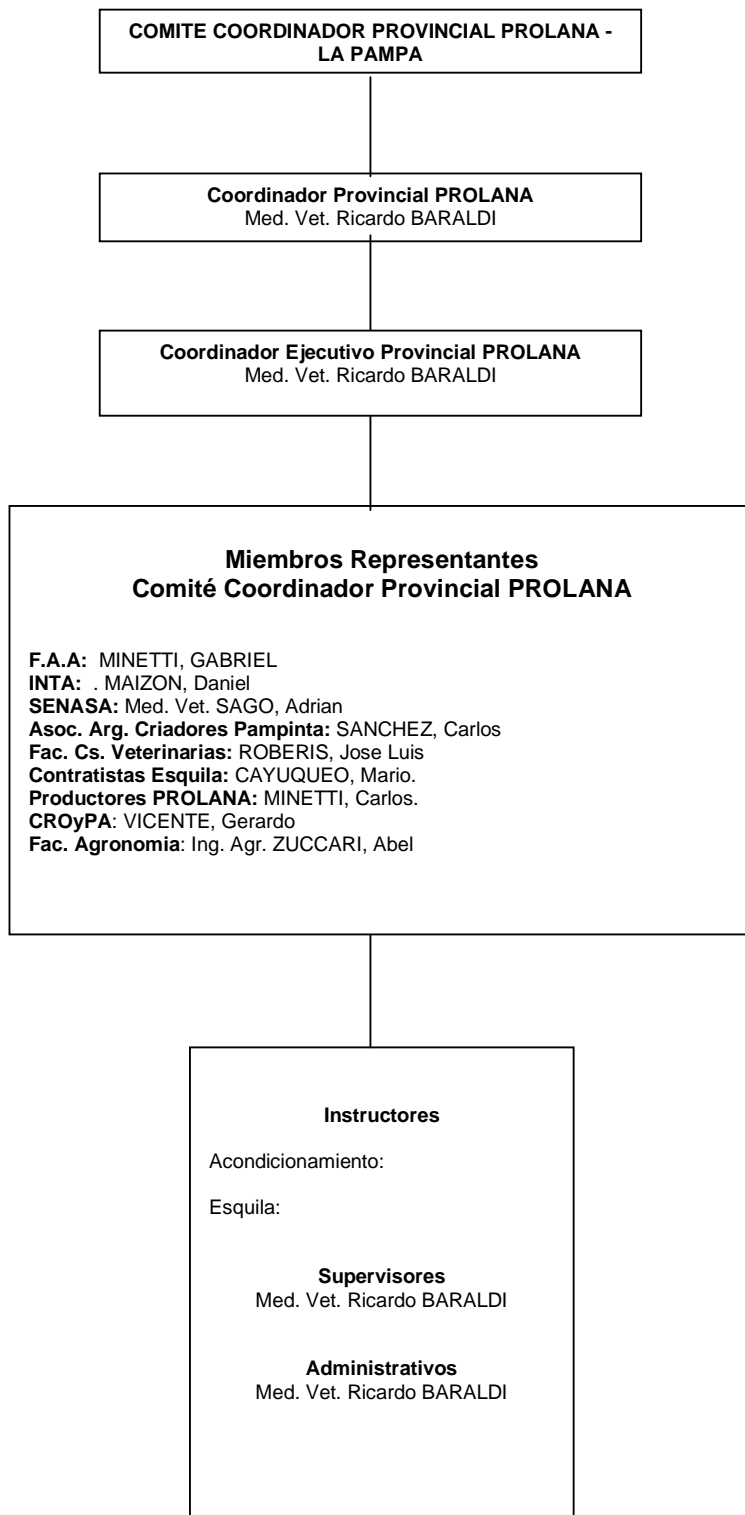 COMITE COORDINADOR PROVINCIAL PROLANA -
LA PAMPA
Coordinador Provincial PROLANA
Med. Vet. Ricardo BARALDI
Coordinador Ejecutivo Provincial PROLANA
Med. Vet. Ricardo BARALDI
Miembros Representantes
Comité Coordinador Provincial PROLANA
F.A.A: MINETTI, GABRIEL
INTA: . MAIZON, Daniel
SENASA: Med. Vet. SAGO, Adrian
Asoc. Arg. Criadores Pampinta: SANCHEZ, Carlos
Fac. Cs. Veterinarias: ROBERIS, Jose Luis
Contratistas Esquila: CAYUQUEO, Mario.
Productores PROLANA: MINETTI, Carlos.
CROyPA: VICENTE, Gerardo
Fac. Agronomia: Ing. Agr. ZUCCARI, Abel
Instructores
Acondicionamiento:
Esquila:
Supervisores
Med. Vet. Ricardo BARALDI
Administrativos
Med. Vet. Ricardo BARALDI